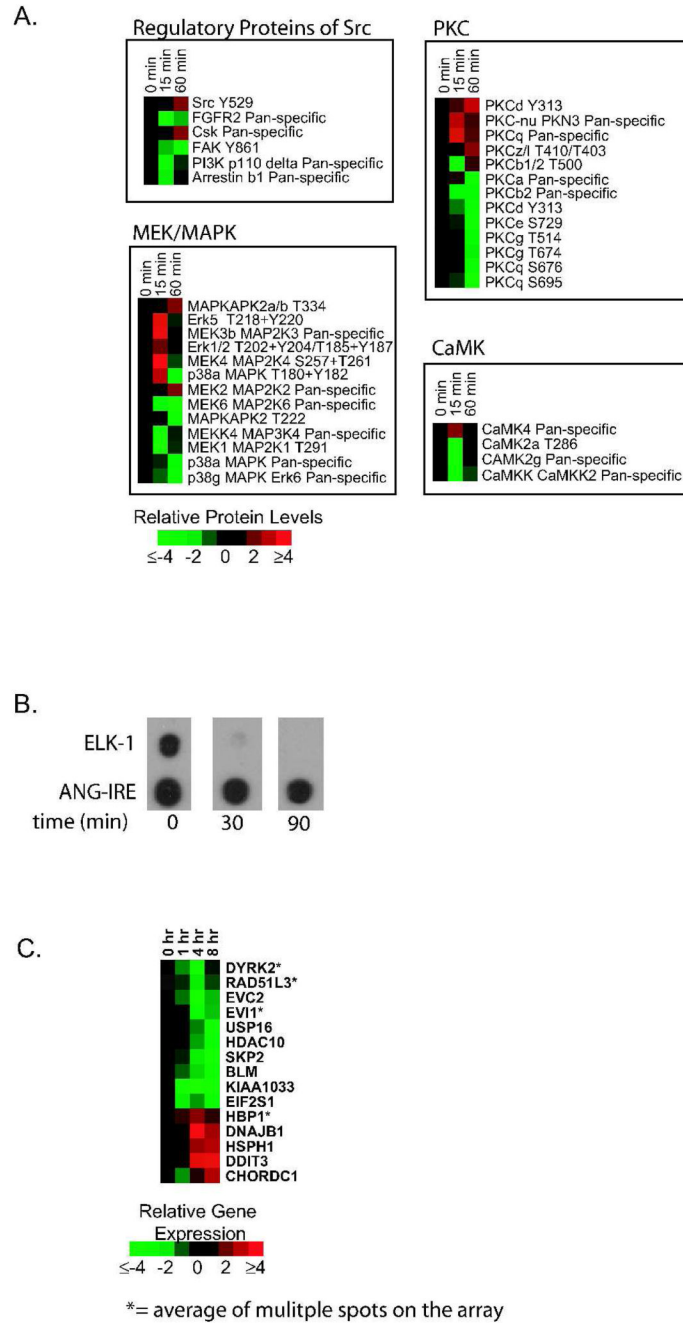 A.
Regulatory Proteins of Src
0 min
15 min
60 min
Src Y529
FGFR2 Pan-specific
Csk Pan-specific
FAK Y861
PI3K p110 delta Pan-specific
Arrestin b1 Pan-specific
MEK/MAPK
0 min
15 min
60 min
MAPKAPK2a/b T334
Erk5 T218+Y220
MEK3b MAP2K3 Pan-specific
Erk1/2 T202+Y204/T185+Y187
MEK4 MAP2K4 S257+T261
p38a MAPK T180+Y182
MEK2 MAP2K2 Pan-specific
MEK6 MAP2K6 Pan-specific
MAPKAPK2 T222
MEKK4 MAP3K4 Pan-specific
MEK1 MAP2K1 T291
p38a MAPK Pan-specific
p38g MAPK Erk6 Pan-specific
PKC
0 min
15 min
60 min
PKCd Y313
PKC-nu PKN3 Pan-specific
PKCq Pan-specific
PKCz/l T410/T403
PKCb1/2 T500
PKCa Pan-specific
PKCb2 Pan-specific
PKCd Y313
PKCe S729
PKCg T514
PKCg T674
PKCq S676
PKCq S695
CaMK
0 min
15 min
60 min
CaMK4 Pan-specific
CaMK2a T286
CAMK2g Pan-specific
CaMKK CaMKK2 Pan-specific
Relative Protein Levels
≤-4 -2 0 2 ≥4
B.
ELK-1
ANG-IRE
time (min) 0 30 90
C.
0 hr
1 hr
4 hr
8 hr
DYRK2*
RAD51L3*
EVC2
EVI1*
USP16
HDAC10
SKP2
BLM
KIAA1033
EIF2S1
HBP1*
DNAJB1
HSPH1
DDIT3
CHORDC1
Relative Gene
Expression
≤-4 -2 0 2 ≥4
*= average of mulitple spots on the array